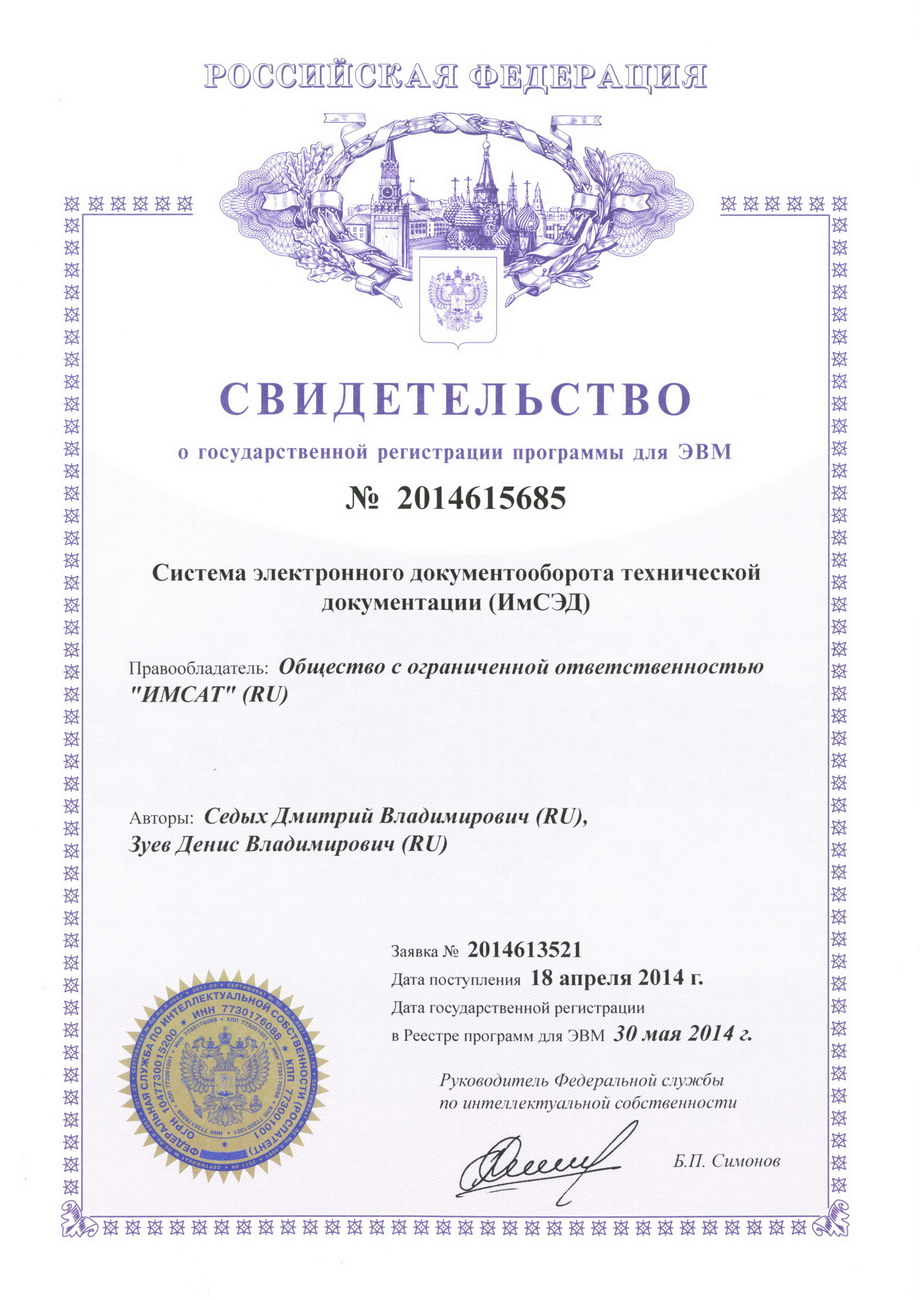 РОССИЙСКАЯ ФЕДЕРАЦИЯ
СВИДЕТЕЛЬСТВО
о государственной регистрации программы для ЭВМ
№ 2014615685
Система электронного документооборота технической
документации (ИмСЭД)
Правообладатель: Общество с ограниченной ответственностью
"ИМСАТ" (RU)
Авторы: Седых Дмитрий Владимирович (RU),
Зуев Денис Владимирович (RU)
Заявка № 2014613521
Дата поступления 18 апреля 2014 г.
Дата государственной регистрации
в Реестре программ для ЭВМ 30 мая 2014 г.
Руководитель Федеральной службы
по интеллектуальной собственности
Б.П. Симонов
ФЕДЕРАЛЬНАЯ СЛУЖБА ПО ИНТЕЛЛЕКТУАЛЬНОЙ СОБСТВЕННОСТИ (РОСПАТЕНТ)
ОГРН 1047730015200 * ИНН 7730176088 * КПП 773001001